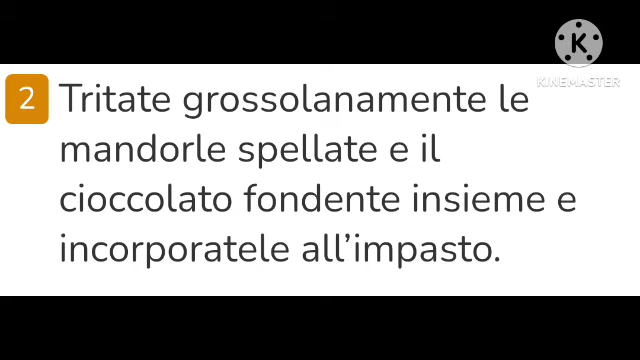 K
KINEMASTER
2 Tritate grossolanamente le
mandorle spellate e il
cioccolato fondente insieme e
incorporatele all’impasto.